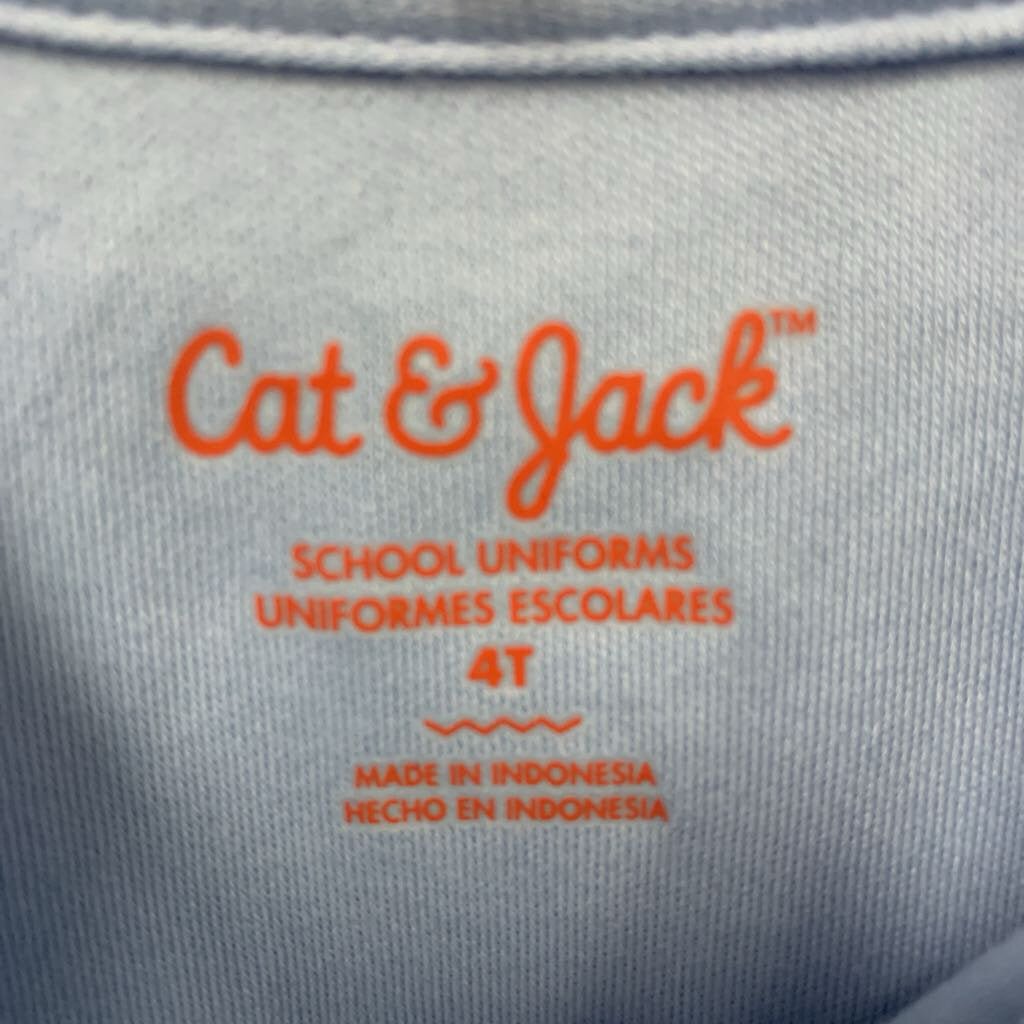 Cat & Jack™
SCHOOL UNIFORMS
UNIFORMES ESCOLARES
4T
MADE IN INDONESIA
HECHO EN INDONESIA